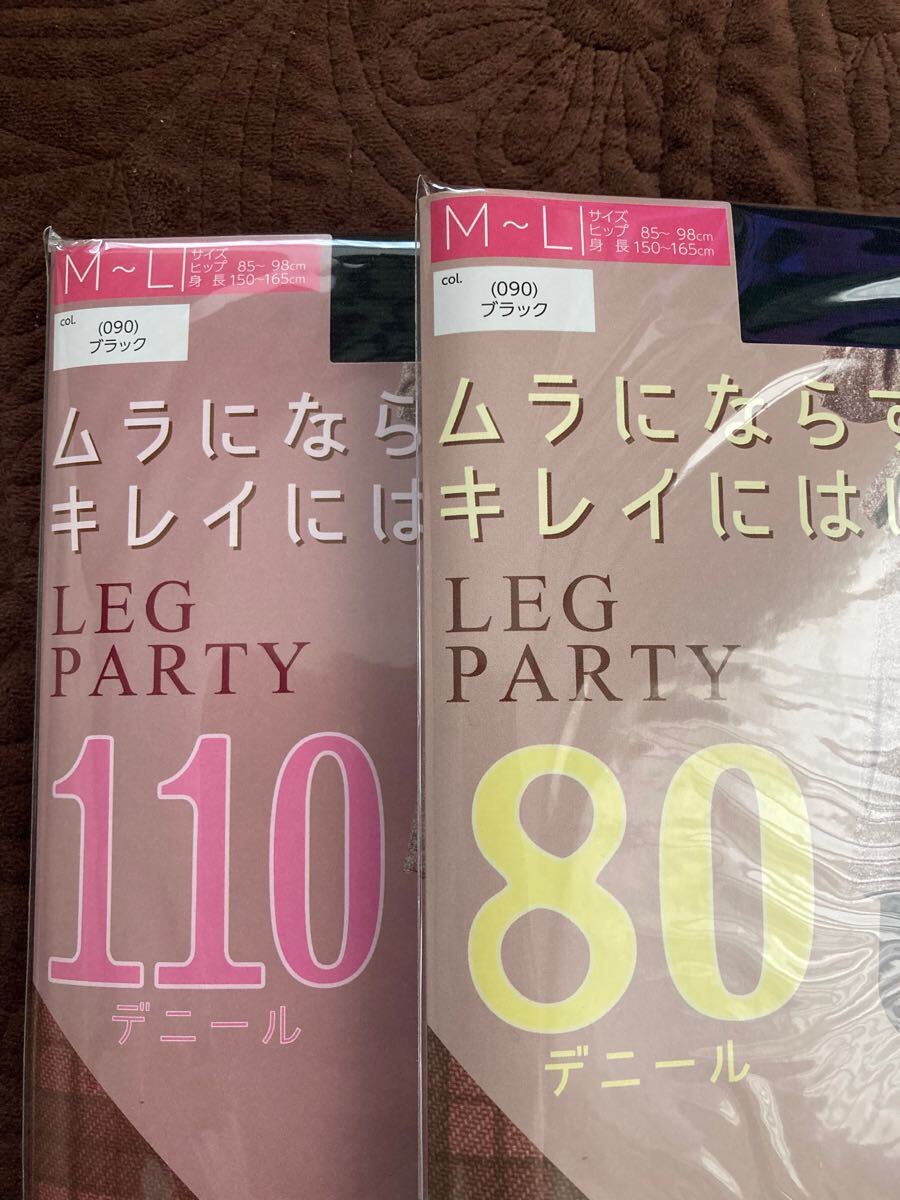 M～L
サイズ
ヒップ 85～ 98cm
身 長 150～165cm
col.
(090)
ブラック
ムラになら
キレイには
LEG
PARTY
110
デニール
M～L
サイズ
ヒップ 85～ 98cm
身 長 150～165cm
col.
(090)
ブラック
ムラにならず
キレイには
LEG
PARTY
80
デニール